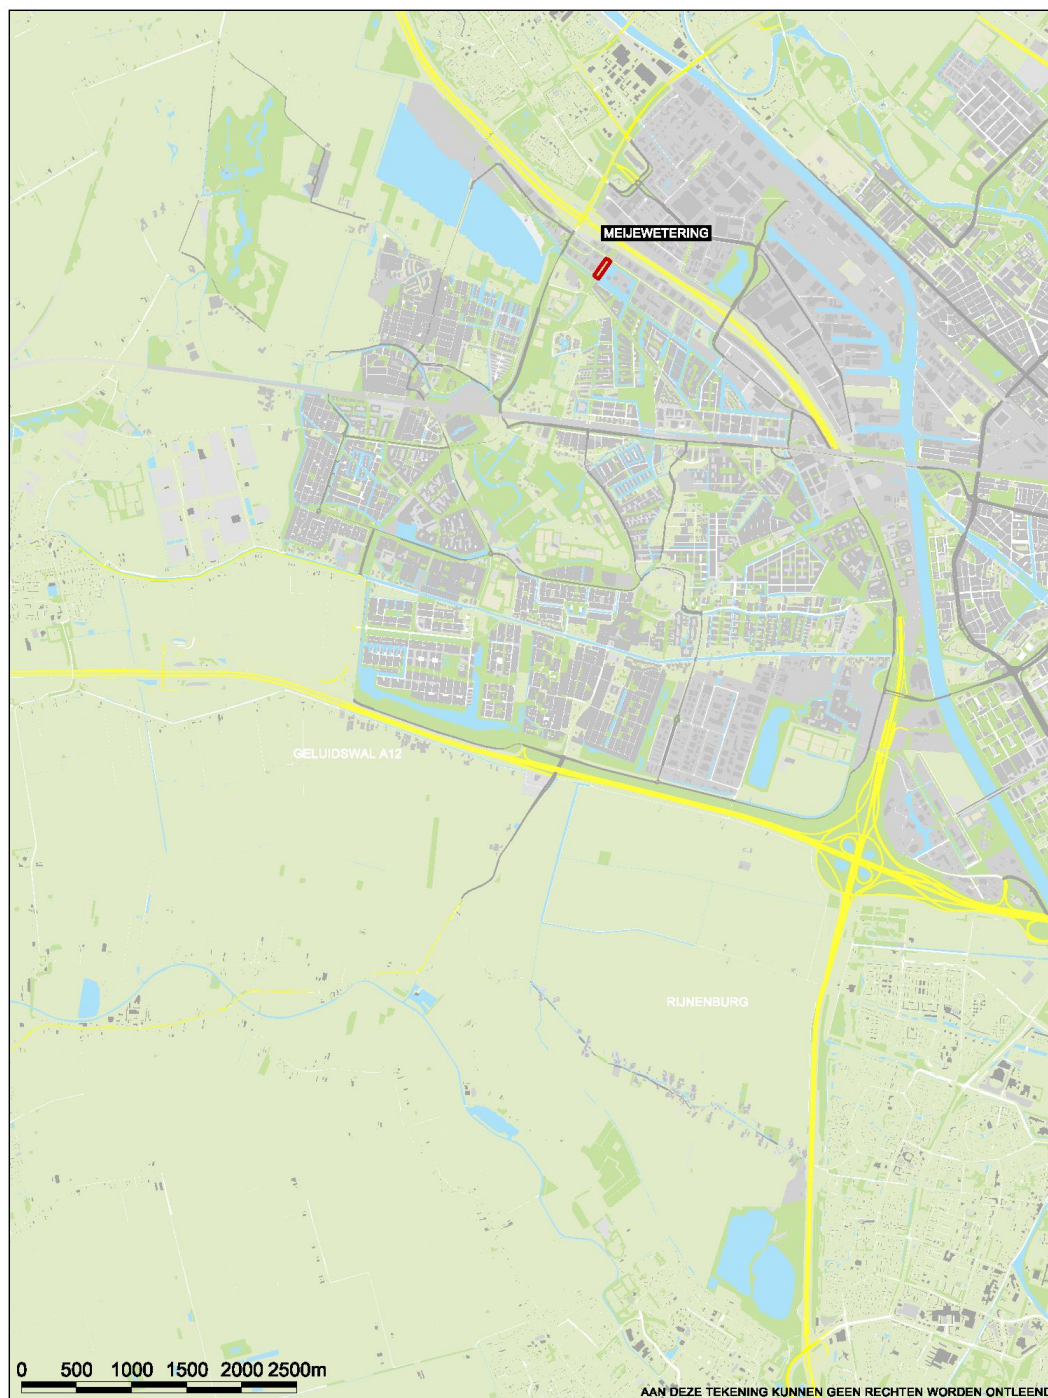 MEIJEWETERING
GELUIDSWAL A12
RIJNENBURG
0 500 1000 1500 2000 2500m
AAN DEZE TEKENING KUNNEN GEEN RECHTEN WORDEN ONTLEEND